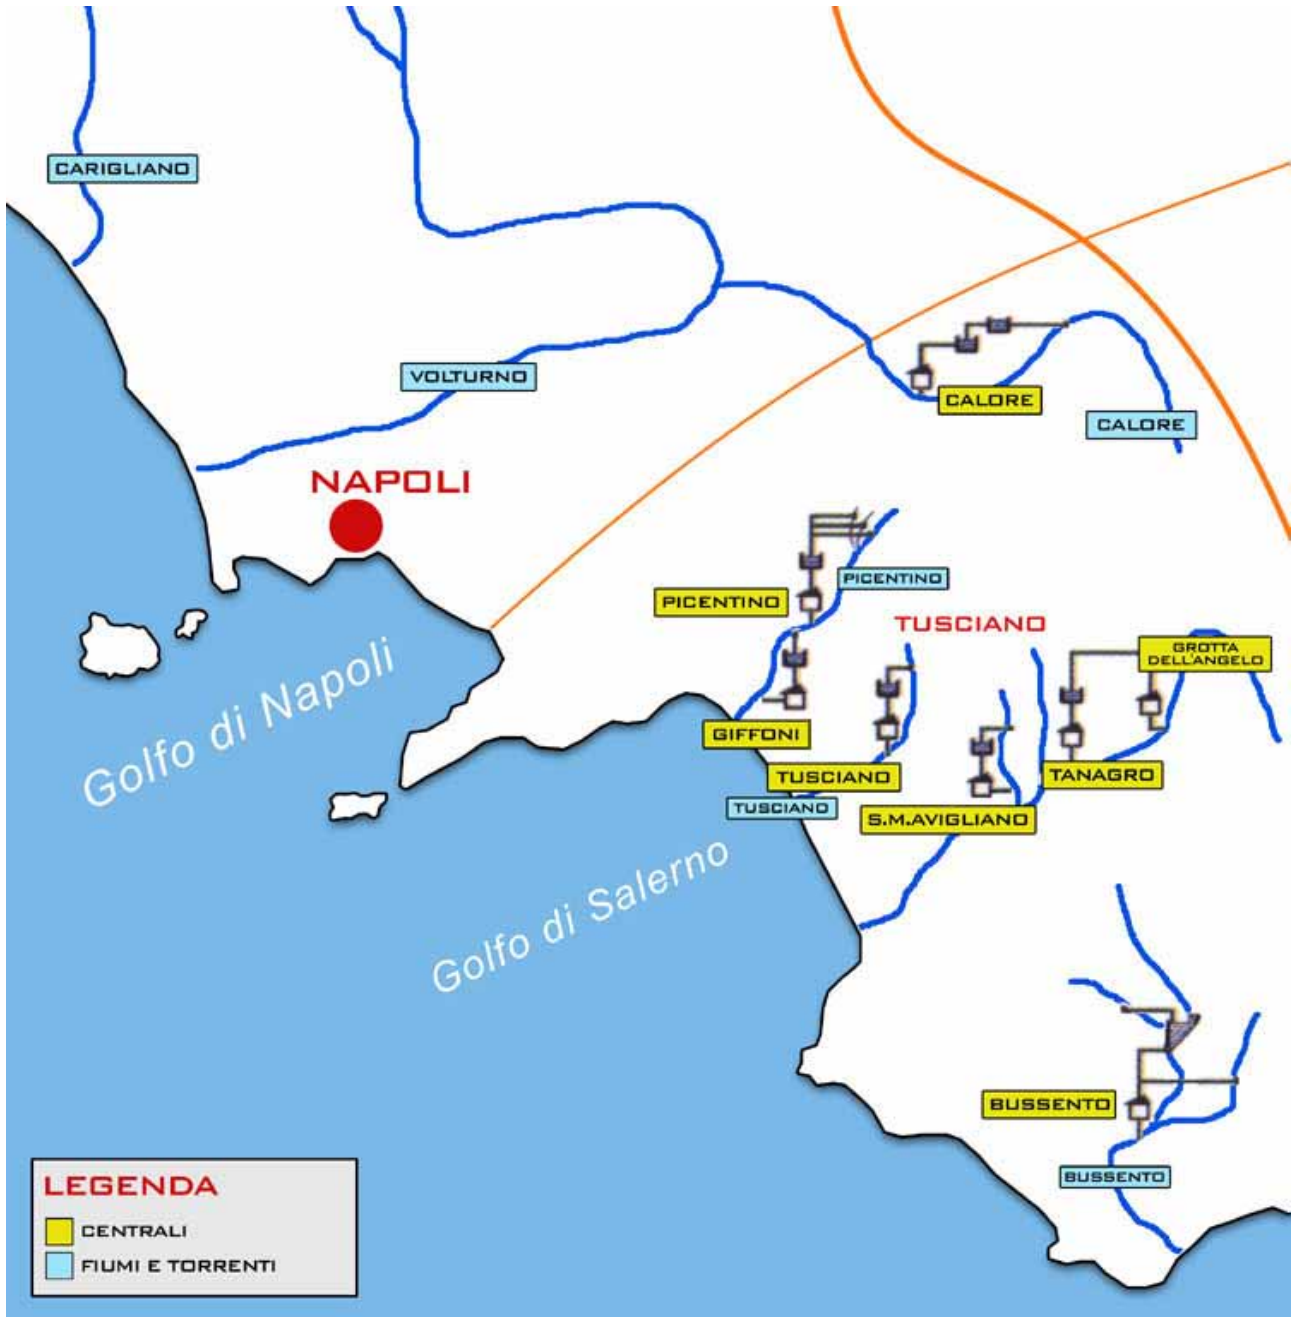 CARIGLIANO
VOLTURNO
CALORE
CALORE
NAPOLI
PICENTINO
PICENTINO
TUSCIANO
GROTTA
DELL'ANGELO
Golfo di Napoli
GIFFONI
TUSCIANO
TANAGRO
TUSCIANO
S.M.AVIGLIANO
Golfo di Salerno
BUSSENTO
BUSSENTO
LEGENDA
CENTRALI
FIUMI E TORRENTI